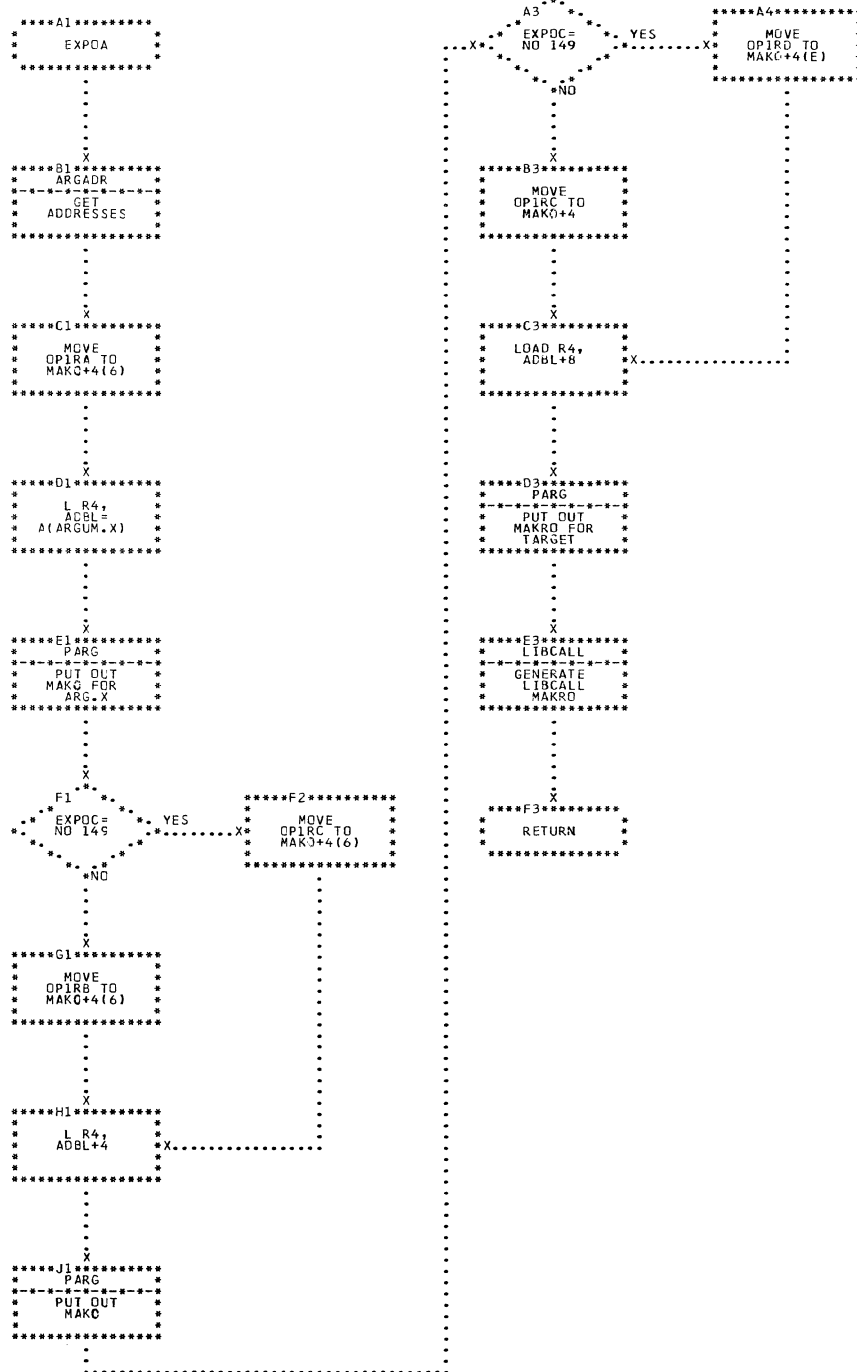 A1
EXPOA
B1
ARGADR
GET
ADDRESSES
C1
MOVE
OP1RA TO
MAKO+4(6)
D1
L R4,
ADBL=
A(ARGUM.X)
E1
PARG
PUT OUT
MAKO FOR
ARG.X
F1
EXPOC=
NO 149
YES
NO
F2
MOVE
OP1RC TO
MAKO+4(6)
G1
MOVE
OP1RB TO
MAKO+4(6)
H1
L R4,
ADBL+4
J1
PARG
PUT OUT
MAKO
A3
EXPOC=
NO 149
YES
NO
A4
MOVE
OP1RD TO
MAKO+4(E)
B3
MOVE
OP1RC TO
MAKO+4
C3
LOAD R4,
ADBL+8
D3
PARG
PUT OUT
MAKRO FOR
TARGET
E3
LIBCALL
GENERATE
LIBCALL
MAKRO
F3
RETURN